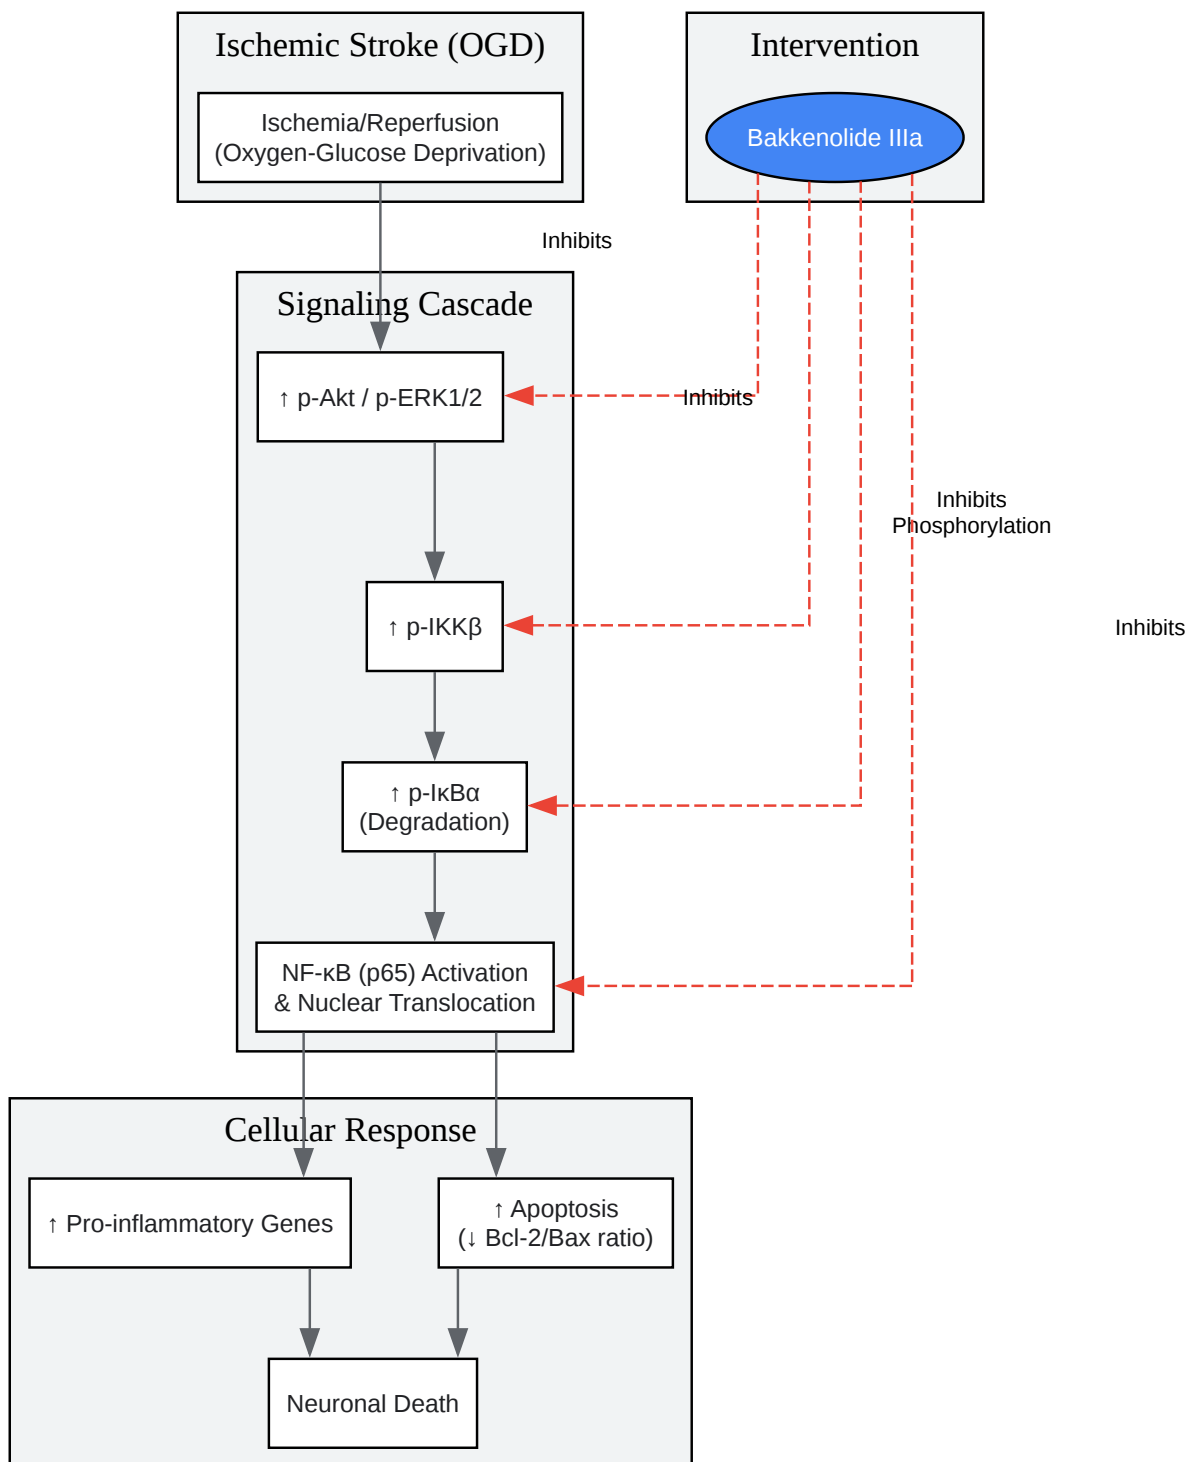 Ischemic Stroke (OGD)
Ischemia/Reperfusion
(Oxygen-Glucose Deprivation)
Intervention
Bakkenolide IIIa
Inhibits
Signaling Cascade
↑ p-Akt / p-ERK1/2
Inhibits
Inhibits
Phosphorylation
↑ p-IKKβ
Inhibits
↑ p-IκBα
(Degradation)
NF-κB (p65) Activation
& Nuclear Translocation
Cellular Response
↑ Pro-inflammatory Genes
↑ Apoptosis
(↓ Bcl-2/Bax ratio)
Neuronal Death